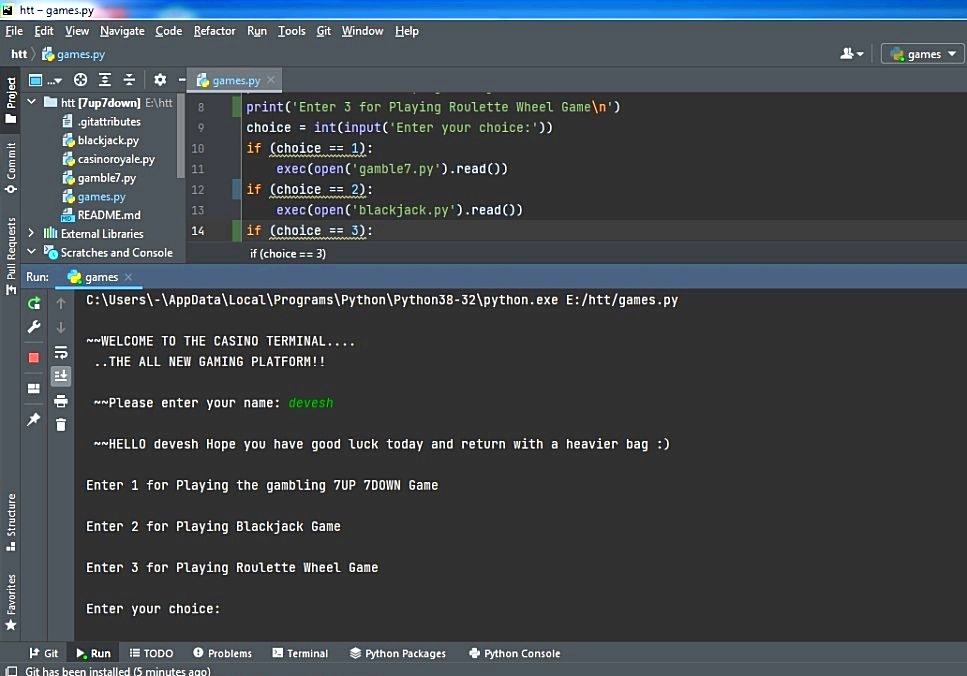 htt – games.py
File Edit View Navigate Code Refactor Run Tools Git Window Help
htt games.py games
Project
... games.py
htt [7up7down] E:\htt
.gitattributes
blackjack.py
casinoroyale.py
gamble7.py
games.py
README.md
External Libraries
Scratches and Console
Commit
Pull Requests
8 print('Enter 3 for Playing Roulette Wheel Game\n')
9 choice = int(input('Enter your choice:'))
10 if (choice == 1):
11 exec(open('gamble7.py').read())
12 if (choice == 2):
13 exec(open('blackjack.py').read())
14 if (choice == 3):
if (choice == 3)
Run: games
C:\Users\-\AppData\Local\Programs\Python\Python38-32\python.exe E:/htt/games.py
~~WELCOME TO THE CASINO TERMINAL....
..THE ALL NEW GAMING PLATFORM!!
~~Please enter your name: devesh
~~HELLO devesh Hope you have good luck today and return with a heavier bag :)
Enter 1 for Playing the gambling 7UP 7DOWN Game
Enter 2 for Playing Blackjack Game
Enter 3 for Playing Roulette Wheel Game
Enter your choice:
Structure
Favorites
Git Run TODO Problems Terminal Python Packages Python Console
Git has been installed (5 minutes ago)